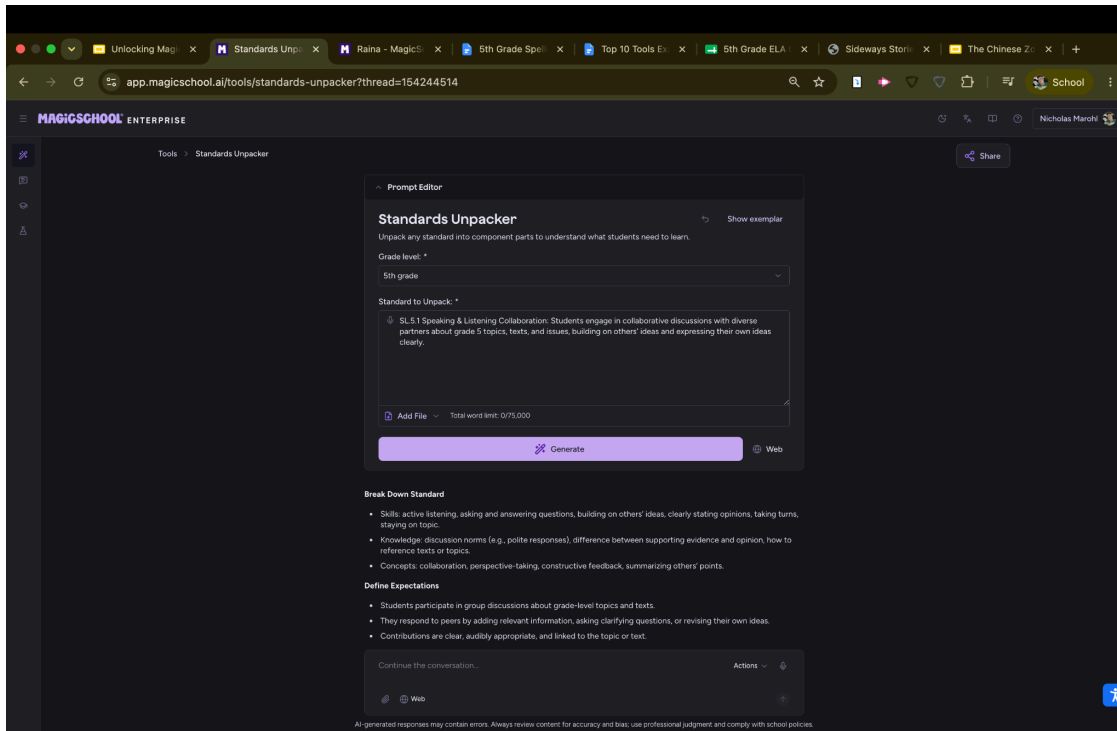 Unlocking Magi
Standards Unpa
Raina - MagicSc
5th Grade Spell
Top 10 Tools Exp
5th Grade ELA
Sideways Storie
The Chinese Zo
app.magicschool.ai/tools/standards-unpacker?thread=154244514
School
MAGiCSCHOOL ENTERPRISE
Nicholas Marohl
Tools > Standards Unpacker
Share
Prompt Editor
Standards Unpacker
Show exemplar
Unpack any standard into component parts to understand what students need to learn.
Grade level: *
5th grade
Standard to Unpack: *
SL.5.1 Speaking & Listening Collaboration: Students engage in collaborative discussions with diverse
partners about grade 5 topics, texts, and issues, building on others' ideas and expressing their own ideas
clearly.
Add File
Total word limit: 0/75,000
Generate
Web
Break Down Standard
• Skills: active listening, asking and answering questions, building on others' ideas, clearly stating opinions, taking turns,
staying on topic.
• Knowledge: discussion norms (e.g., polite responses), difference between supporting evidence and opinion, how to
reference texts or topics.
• Concepts: collaboration, perspective-taking, constructive feedback, summarizing others' points.
Define Expectations
• Students participate in group discussions about grade-level topics and texts.
• They respond to peers by adding relevant information, asking clarifying questions, or revising their own ideas.
• Contributions are clear, audibly appropriate, and linked to the topic or text.
Continue the conversation...
Actions
Web
AI-generated responses may contain errors. Always review content for accuracy and bias; use professional judgment and comply with school policies.